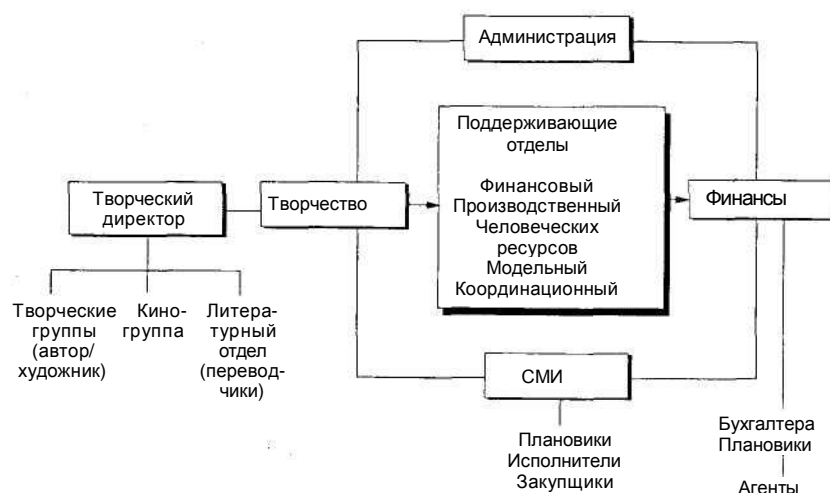 Администрация
Поддерживающие
отделы
Финансовый
Производственный
Человеческих
ресурсов
Модельный
Координационный
Творческий
директор
Творчество
Финансы
Творческие
группы
(автор/
художник)
Кино-
группа
Литера-
турный
отдел
(перевод-
чики)
СМИ
Плановики
Исполнители
Закупщики
Бухгалтера
Плановики
Агенты